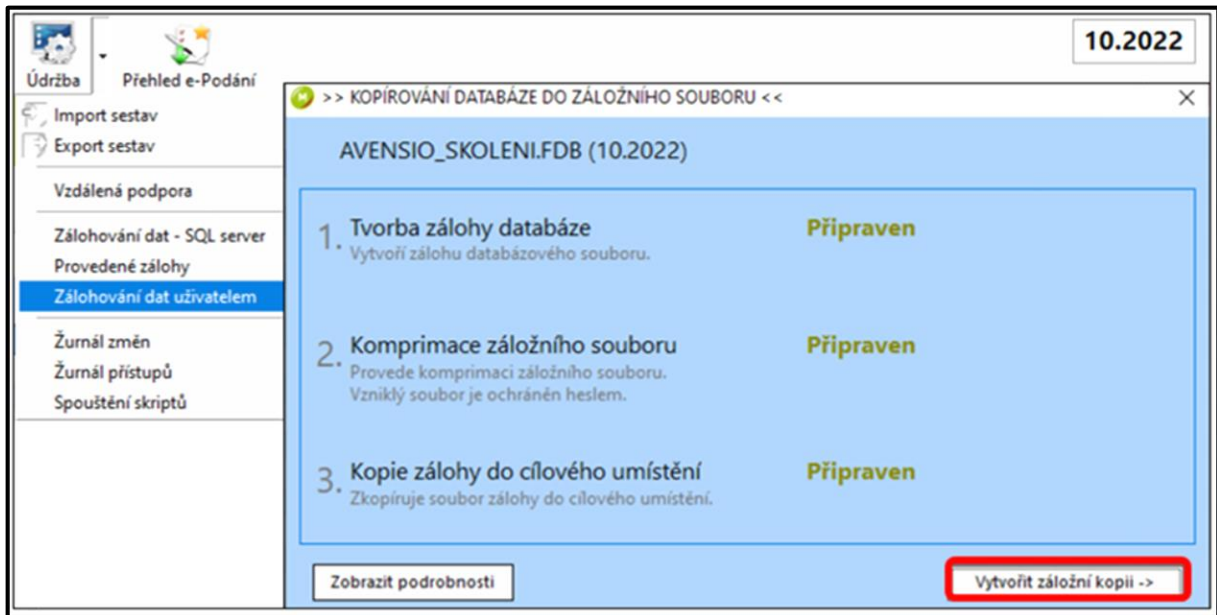 10.2022
Údržba
Přehled e-Podání
Import sestav
Export sestav
Vzdálená podpora
Zálohování dat - SQL server
Provedené zálohy
Zálohování dat uživatelem
Žurnál změn
Žurnál přístupů
Spouštění skriptů
>> KOPÍROVÁNÍ DATABÁZE DO ZÁLOŽNÍHO SOUBORU <<
AVENSIO_SKOLENI.FDB (10.2022)
1. Tvorba zálohy databáze Připraven
Vytvoří zálohu databázového souboru.
2. Komprimace záložního souboru Připraven
Provede komprimaci záložního souboru.
Vzniklý soubor je ochráněn heslem.
3. Kopie zálohy do cílového umístění Připraven
Zkopíruje soubor zálohy do cílového umístění.
Zobrazit podrobnosti
Vytvořit záložní kopii ->